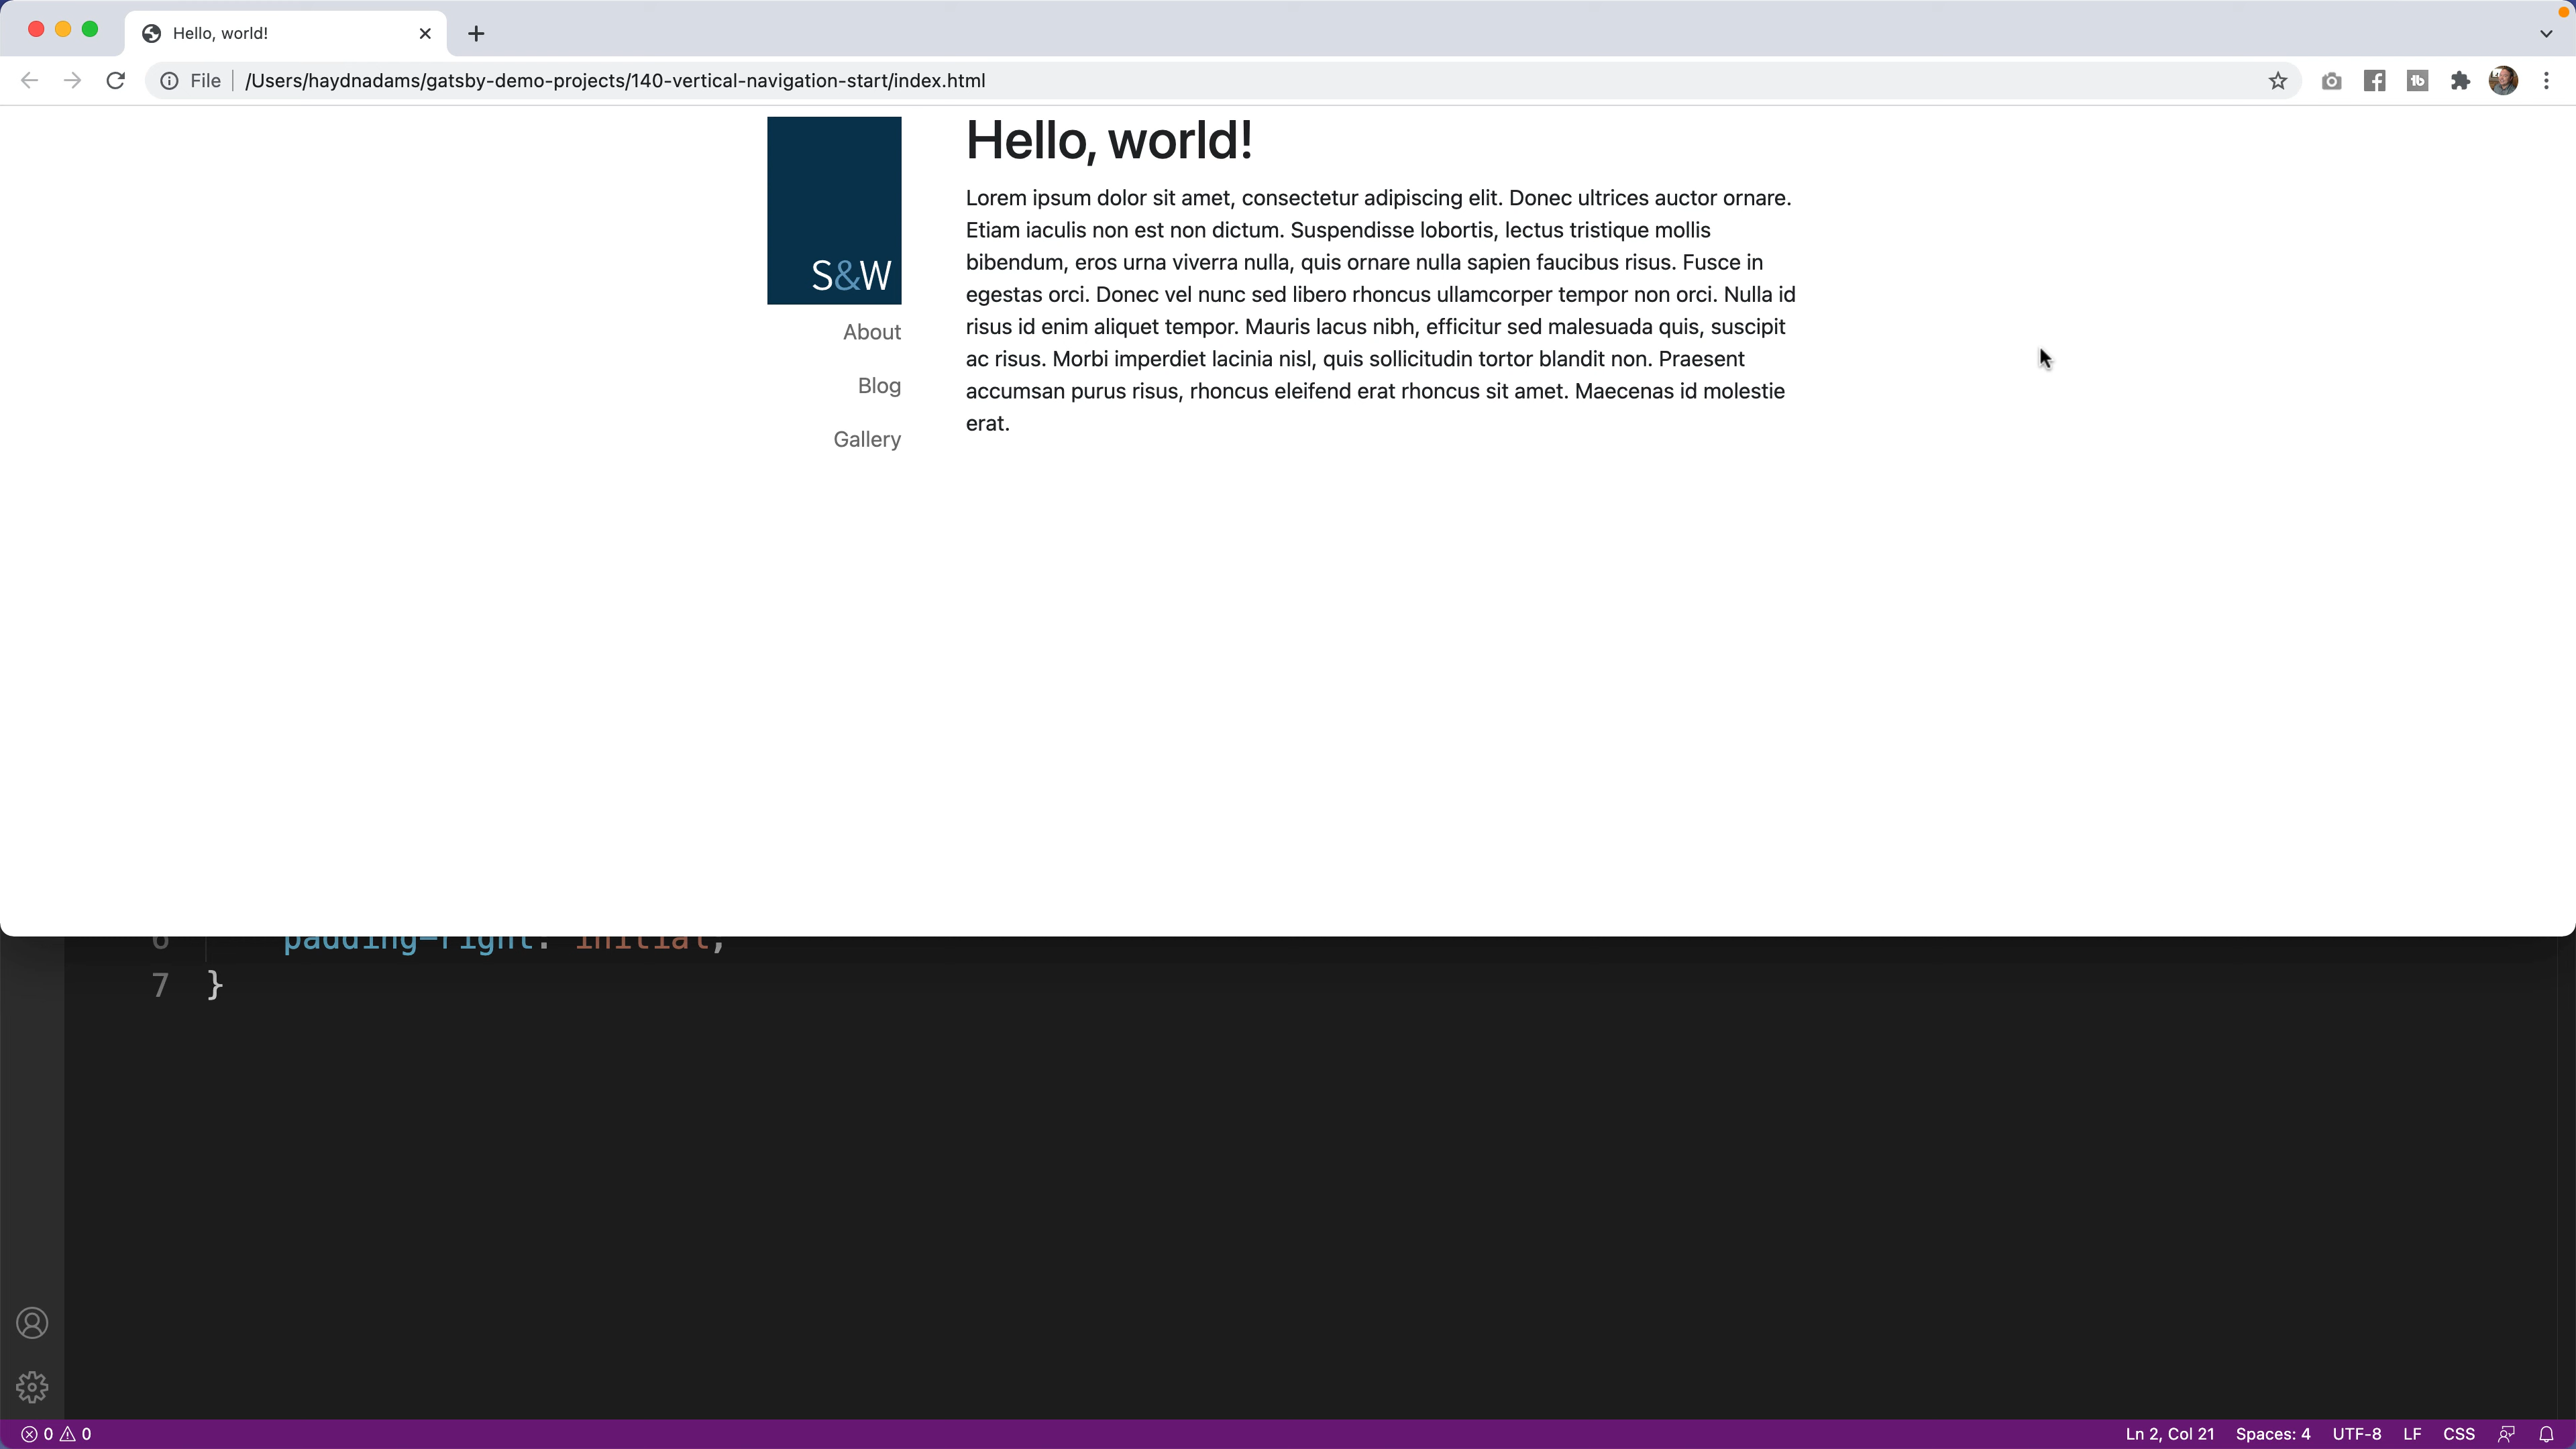 Hello, world!
File
/Users/haydnadams/gatsby-demo-projects/140-vertical-navigation-start/index.html
S&W
About
Blog
Gallery
Hello, world!
Lorem ipsum dolor sit amet, consectetur adipiscing elit. Donec ultrices auctor ornare.
Etiam iaculis non est non dictum. Suspendisse lobortis, lectus tristique mollis
bibendum, eros urna viverra nulla, quis ornare nulla sapien faucibus risus. Fusce in
egestas orci. Donec vel nunc sed libero rhoncus ullamcorper tempor non orci. Nulla id
risus id enim aliquet tempor. Mauris lacus nibh, efficitur sed malesuada quis, suscipit
ac risus. Morbi imperdiet lacinia nisl, quis sollicitudin tortor blandit non. Praesent
accumsan purus risus, rhoncus eleifend erat rhoncus sit amet. Maecenas id molestie
erat.
6 padding-right: initial;
7 }
0 0
Ln 2, Col 21 Spaces: 4 UTF-8 LF CSS